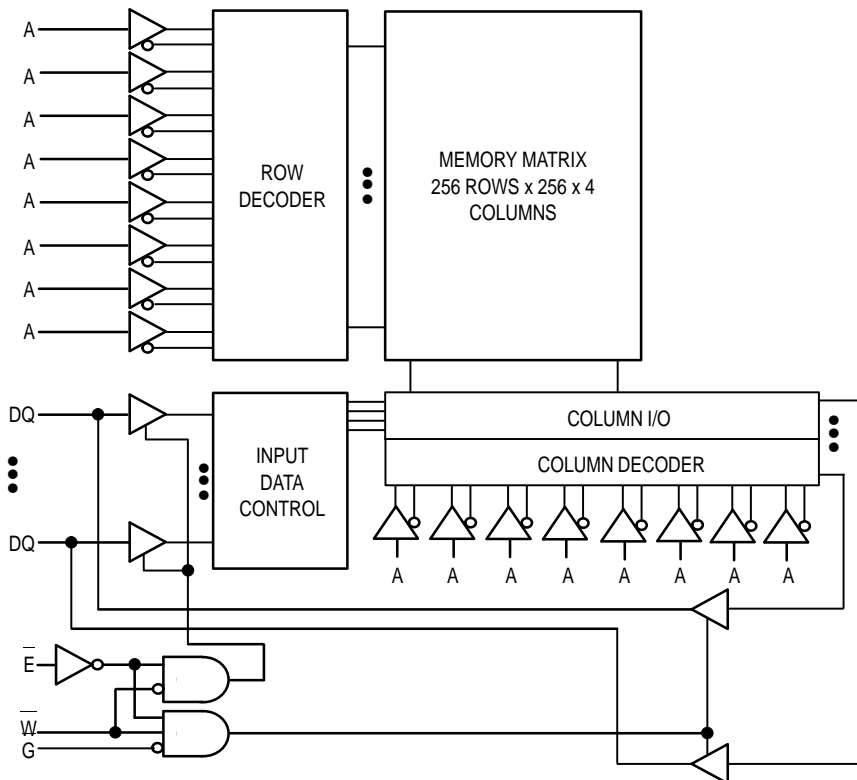 A
A
A
A
A
A
A
A
ROW
DECODER
MEMORY MATRIX
256 ROWS x 256 x 4
COLUMNS
DQ
DQ
INPUT
DATA
CONTROL
COLUMN I/O
COLUMN DECODER
A A A A A A A A
E
W
G